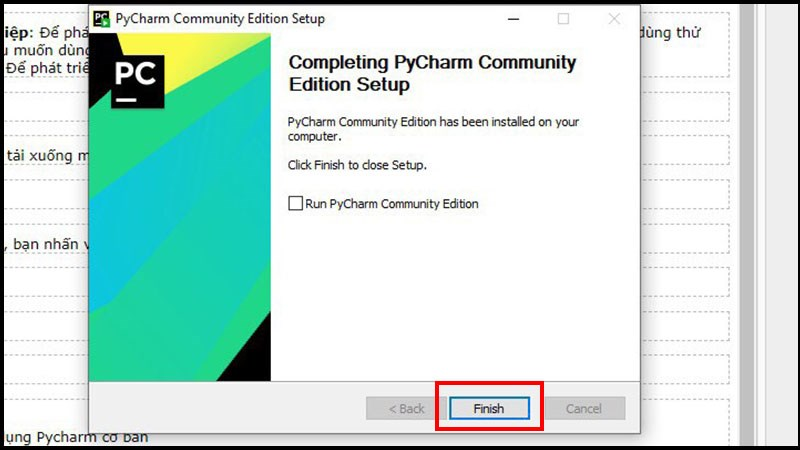 PyCharm Community Edition Setup
iệp: Để phá
dùng thử
u muốn dùng
Để phát triể
PC
Completing PyCharm Community
Edition Setup
PyCharm Community Edition has been installed on your
computer.
Click Finish to close Setup.
tải xuống m
Run PyCharm Community Edition
, bạn nhấn v
< Back
Finish
Cancel
ụng Pycharm cơ bản